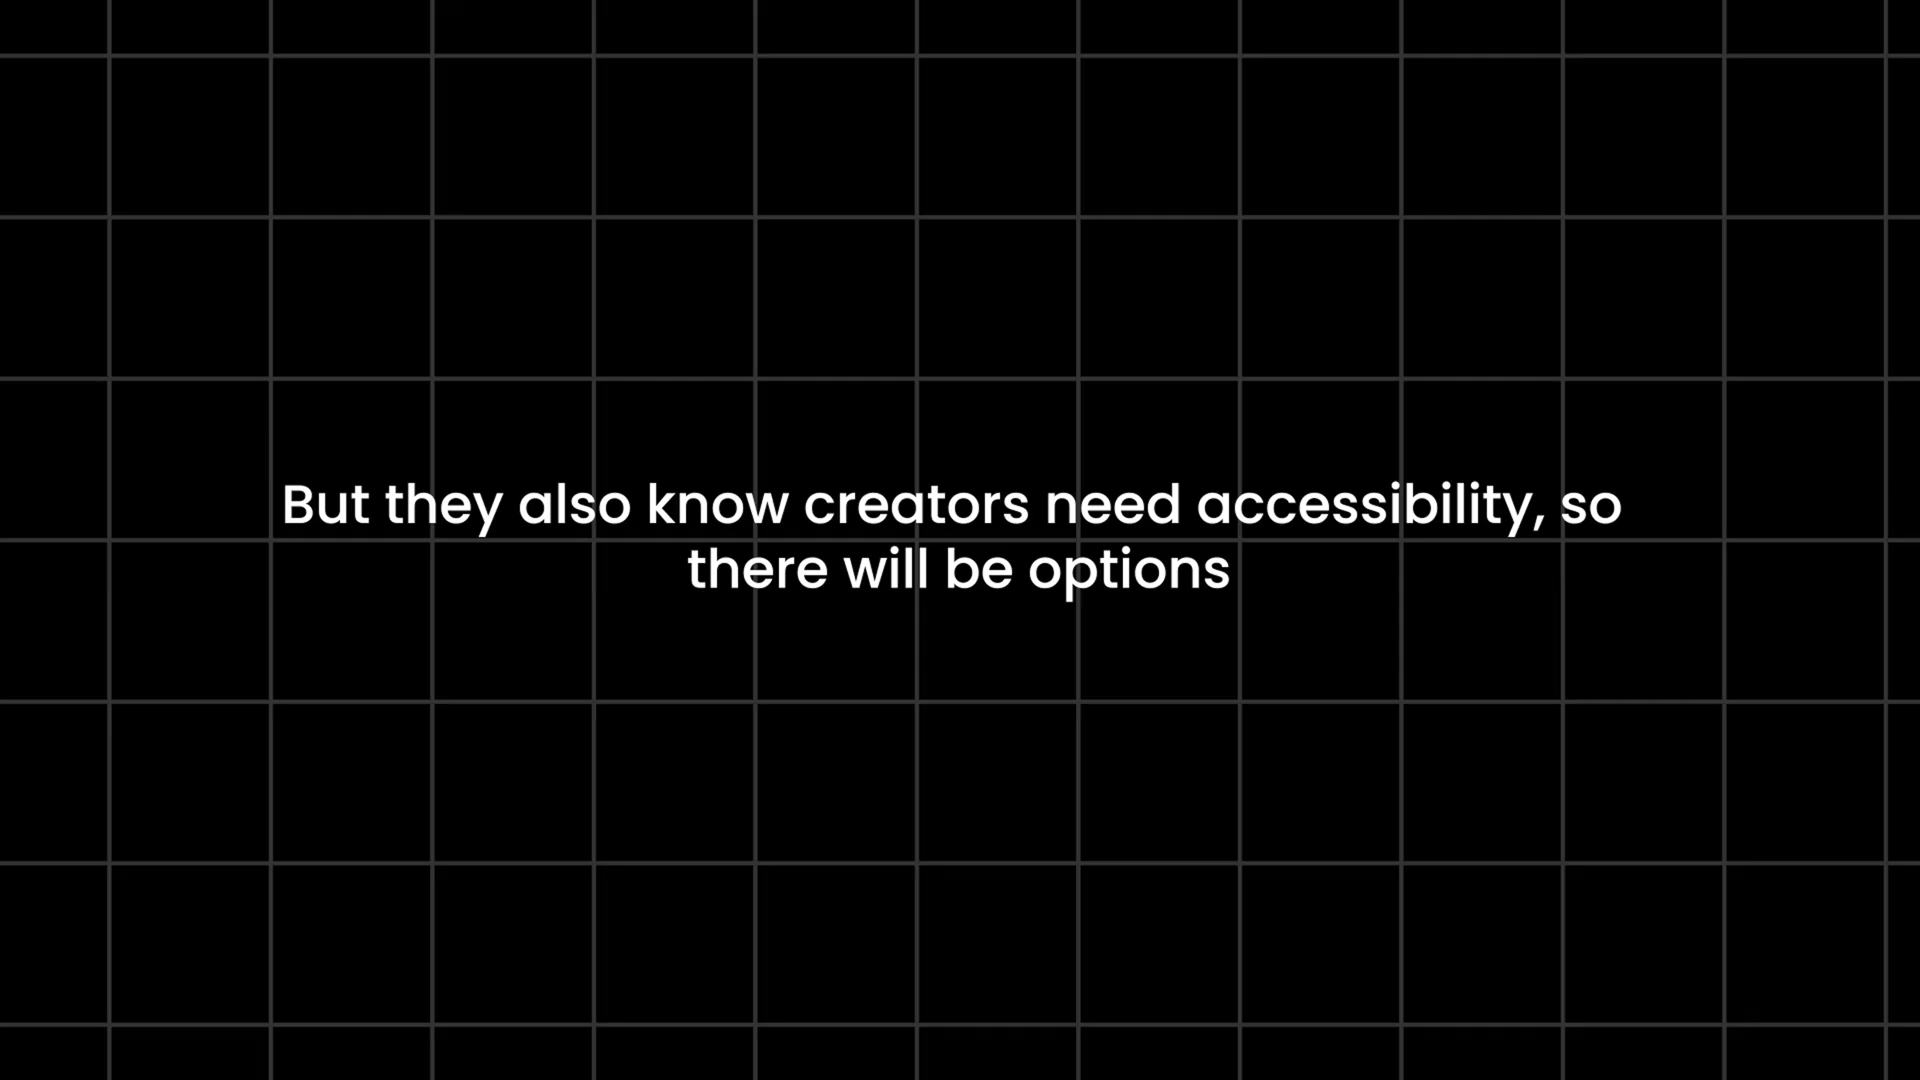 But they also know creators need accessibility, so
there will be options